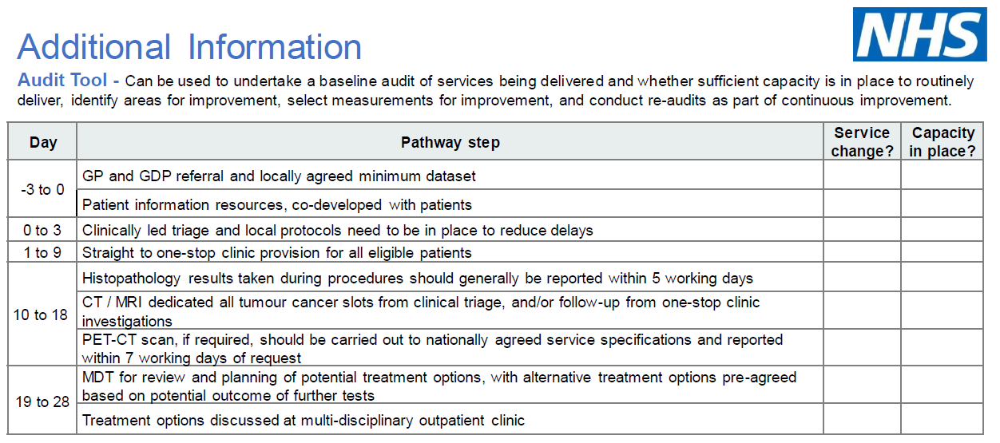 NHS
Additional Information
Audit Tool - Can be used to undertake a baseline audit of services being delivered and whether sufficient capacity is in place to routinely
deliver, identify areas for improvement, select measurements for improvement, and conduct re-audits as part of continuous improvement.
Day
Pathway step
Service
change?
Capacity
in place?
-3 to 0
GP and GDP referral and locally agreed minimum dataset
Patient information resources, co-developed with patients
0 to 3
Clinically led triage and local protocols need to be in place to reduce delays
1 to 9
Straight to one-stop clinic provision for all eligible patients
10 to 18
Histopathology results taken during procedures should generally be reported within 5 working days
CT / MRI dedicated all tumour cancer slots from clinical triage, and/or follow-up from one-stop clinic
investigations
PET-CT scan, if required, should be carried out to nationally agreed service specifications and reported
within 7 working days of request
19 to 28
MDT for review and planning of potential treatment options, with alternative treatment options pre-agreed
based on potential outcome of further tests
Treatment options discussed at multi-disciplinary outpatient clinic